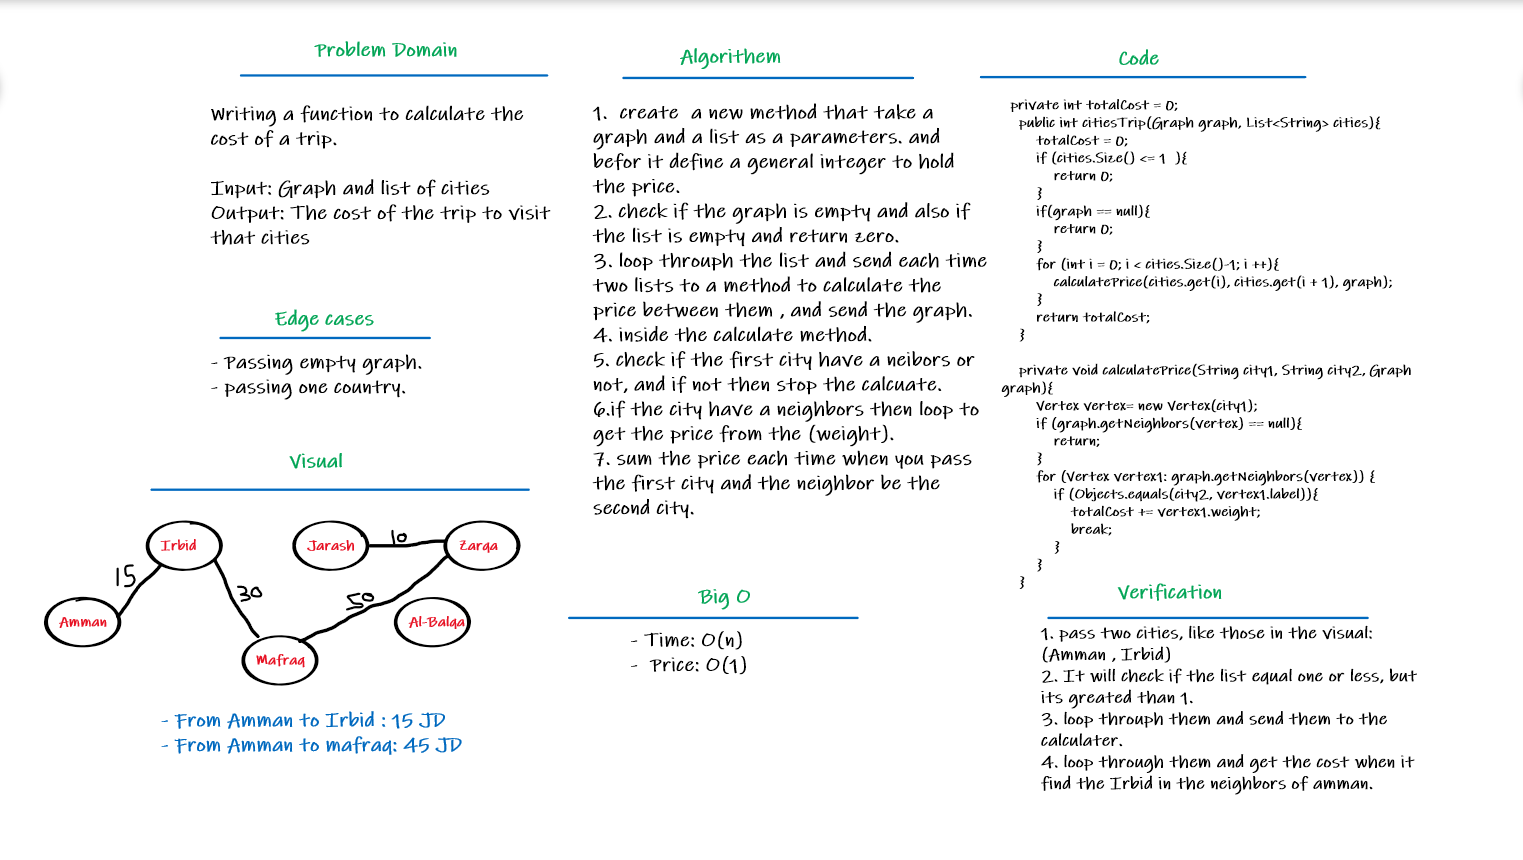 Problem Domain
Writing a function to calculate the
cost of a trip.
Input: Graph and list of cities
Output: The cost of the trip to visit
that cities
Edge cases
- Passing empty graph.
- passing one country.
Visual
Irbid
Jarash
10
Zarqa
15
30
50
Amman
Al-Balqa
Mafraq
- From Amman to Irbid : 15 JD
- From Amman to mafraq: 45 JD
Algorithem
1. create a new method that take a
graph and a list as a parameters. and
befor it define a general integer to hold
the price.
2. check if the graph is empty and also if
the list is empty and return zero.
3. loop throuph the list and send each time
two lists to a method to calculate the
price between them , and send the graph.
4. inside the calculate method.
5. check if the first city have a neibors or
not, and if not then stop the calcuate.
6.if the city have a neighbors then loop to
get the price from the (weight).
7. sum the price each time when you pass
the first city and the neighbor be the
second city.
Big O
- Time: O(n)
- Price: O(1)
Code
private int totalCost = 0;
public int citiesTrip(Graph graph, List<String> cities){
totalCost = 0;
if (cities.Size() <= 1 ){
return 0;
}
if(graph == null){
return 0;
}
for (int i = 0; i < cities.Size()-1; i ++){
calculatePrice(cities.get(i), cities.get(i + 1), graph);
}
return totalCost;
}
private void calculatePrice(String city1, String city2, Graph
graph){
Vertex vertex= new Vertex(city1);
if (graph.getNeighbors(vertex) == null){
return;
}
for (Vertex vertex1: graph.getNeighbors(vertex)) {
if (Objects.equals(city2, vertex1.label)){
totalCost += vertex1.weight;
break;
}
}
}
Verification
1. pass two cities, like those in the visual:
(Amman , Irbid)
2. It will check if the list equal one or less, but
its greated than 1.
3. loop throuph them and send them to the
calculater.
4. loop through them and get the cost when it
find the Irbid in the neighbors of amman.